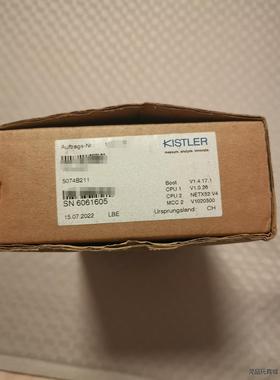 Auftrags-Nr.
KISTLER
measure. analyze. innovate.
5074B211
SN 6061605
15.07.2022 LBE
Boot V1.4.17.1
CPU 1 V1.0.26
CPU 2 NETX52 V4
MCC 2 V1020500
Ursprungsland: CH